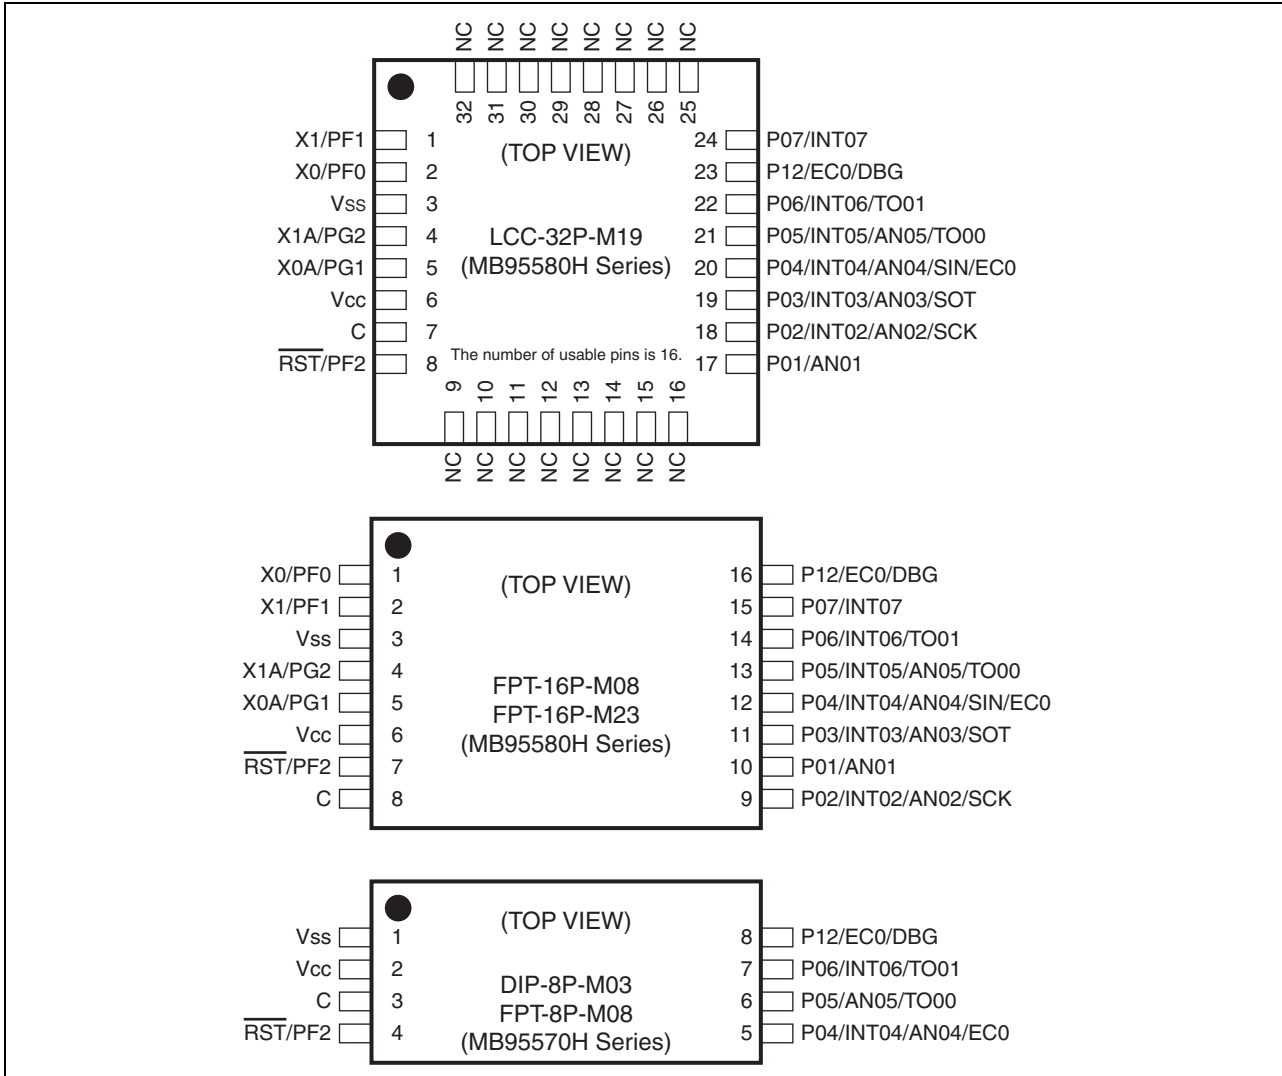 NC NC NC NC NC NC NC NC
32 31 30 29 28 27 26 25
(TOP VIEW)
X1/PF1 1 24 P07/INT07
X0/PF0 2 23 P12/EC0/DBG
Vss 3 22 P06/INT06/TO01
X1A/PG2 4 LCC-32P-M19 21 P05/INT05/AN05/TO00
X0A/PG1 5 (MB95580H Series) 20 P04/INT04/AN04/SIN/EC0
Vcc 6 19 P03/INT03/AN03/SOT
C 7 18 P02/INT02/AN02/SCK
RST/PF2 8 The number of usable pins is 16. 17 P01/AN01
9 10 11 12 13 14 15 16
NC NC NC NC NC NC NC NC
X0/PF0 1 (TOP VIEW) 16 P12/EC0/DBG
X1/PF1 2 15 P07/INT07
Vss 3 14 P06/INT06/TO01
X1A/PG2 4 13 P05/INT05/AN05/TO00
X0A/PG1 5 FPT-16P-M08 12 P04/INT04/AN04/SIN/EC0
Vcc 6 FPT-16P-M23 11 P03/INT03/AN03/SOT
RST/PF2 7 (MB95580H Series) 10 P01/AN01
C 8 9 P02/INT02/AN02/SCK
(TOP VIEW)
Vss 1 8 P12/EC0/DBG
Vcc 2 7 P06/INT06/TO01
C 3 DIP-8P-M03 6 P05/AN05/TO00
FPT-8P-M08
RST/PF2 4 (MB95570H Series) 5 P04/INT04/AN04/EC0